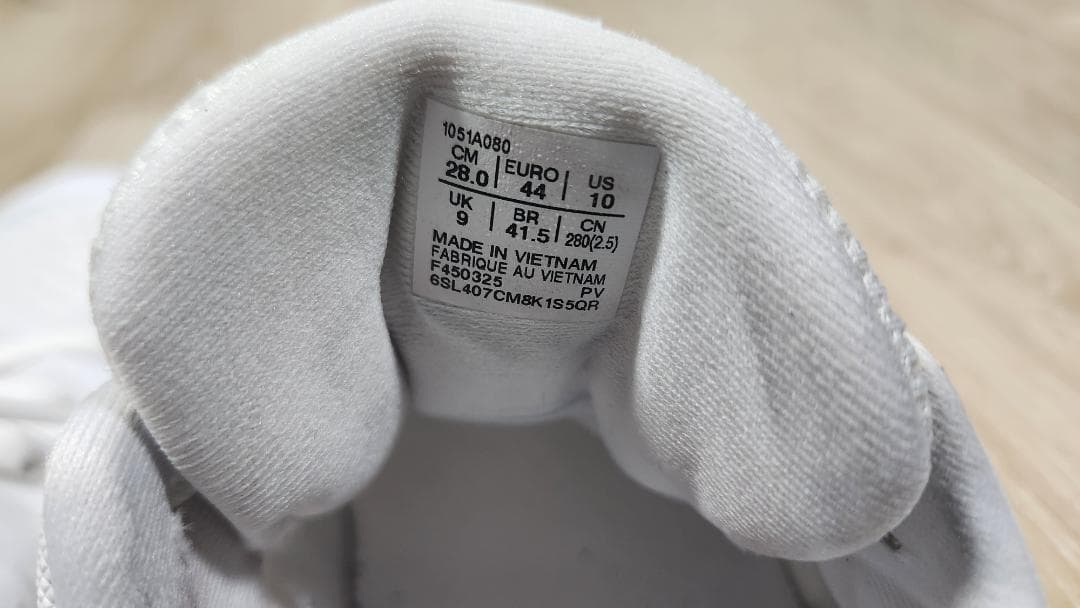 1051A080
CM 28.0 | EURO 44 | US 10
UK 9 | BR 41.5 | CN 280(2.5)
MADE IN VIETNAM
FABRIQUE AU VIETNAM
F450325 PV
6SL407CM8K1S5QR